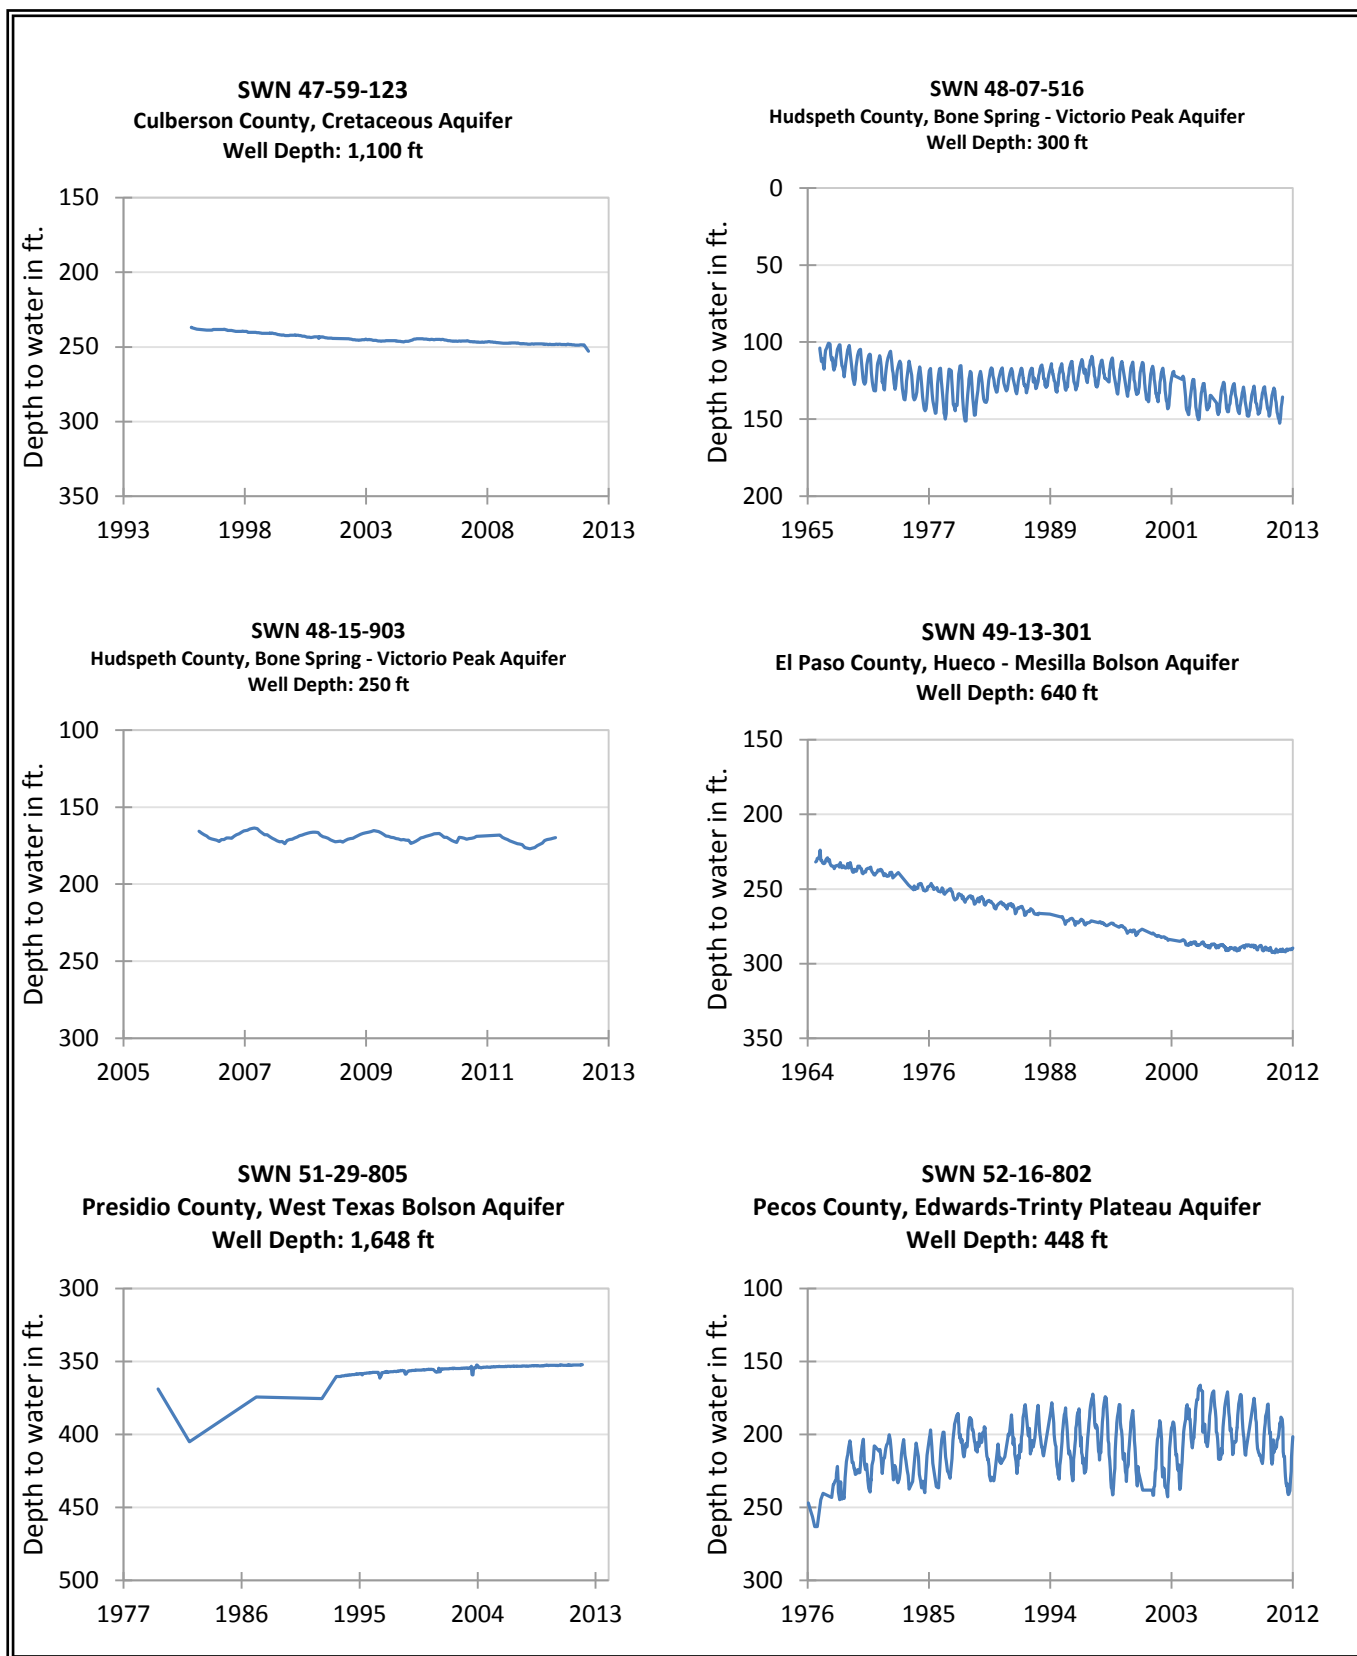 SWN 47-59-123
Culberson County, Cretaceous Aquifer
Well Depth: 1,100 ft
Depth to water in ft.
150
200
250
300
350
1993 1998 2003 2008 2013
SWN 48-07-516
Hudspeth County, Bone Spring - Victorio Peak Aquifer
Well Depth: 300 ft
Depth to water in ft.
0
50
100
150
200
1965 1977 1989 2001 2013
SWN 48-15-903
Hudspeth County, Bone Spring - Victorio Peak Aquifer
Well Depth: 250 ft
Depth to water in ft.
100
150
200
250
300
2005 2007 2009 2011 2013
SWN 49-13-301
El Paso County, Hueco - Mesilla Bolson Aquifer
Well Depth: 640 ft
Depth to water in ft.
150
200
250
300
350
1964 1976 1988 2000 2012
SWN 51-29-805
Presidio County, West Texas Bolson Aquifer
Well Depth: 1,648 ft
Depth to water in ft.
300
350
400
450
500
1977 1986 1995 2004 2013
SWN 52-16-802
Pecos County, Edwards-Trinty Plateau Aquifer
Well Depth: 448 ft
Depth to water in ft.
100
150
200
250
300
1976 1985 1994 2003 2012